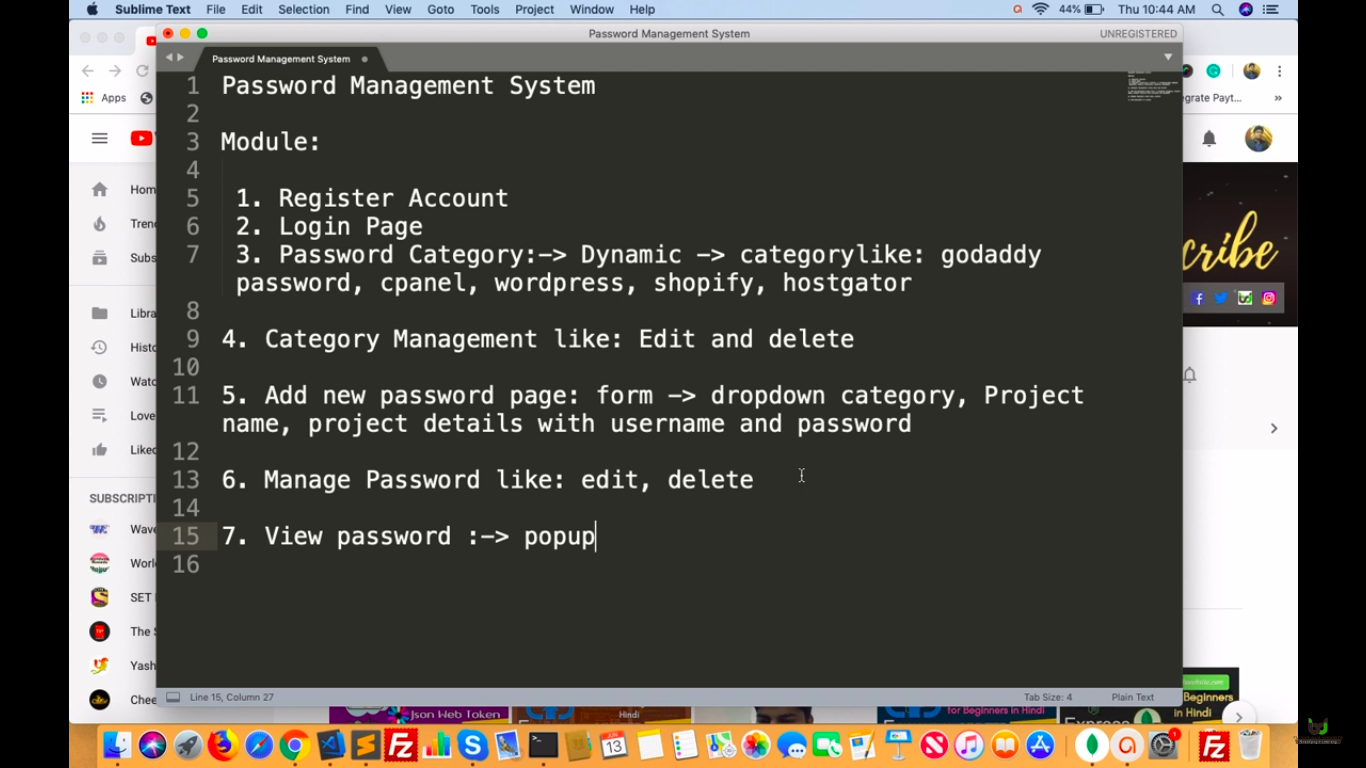 Sublime Text File Edit Selection Find View Goto Tools Project Window Help 44% Thu 10:44 AM
Password Management System UNREGISTERED
Password Management System
Apps
1 Password Management System
2
3 Module:
4
5 1. Register Account
6 2. Login Page
7 3. Password Category:-> Dynamic -> categorylike: godaddy
password, cpanel, wordpress, shopify, hostgator
8
9 4. Category Management like: Edit and delete
10
11 5. Add new password page: form -> dropdown category, Project
name, project details with username and password
12
13 6. Manage Password like: edit, delete
14
15 7. View password :-> popup
16
egrate Payt...
Hom
Tren
Subs
Libra
Histo
Watc
Love
Liked
SUBSCRIPTI
Wave
Worl
SET
The S
Yash
Chee
cribe
Line 15, Column 27 Tab Size: 4 Plain Text
Json Web Token
Hindi
for Beginners in Hindi
Express
Beginners
in Hindi
JUN
13
1